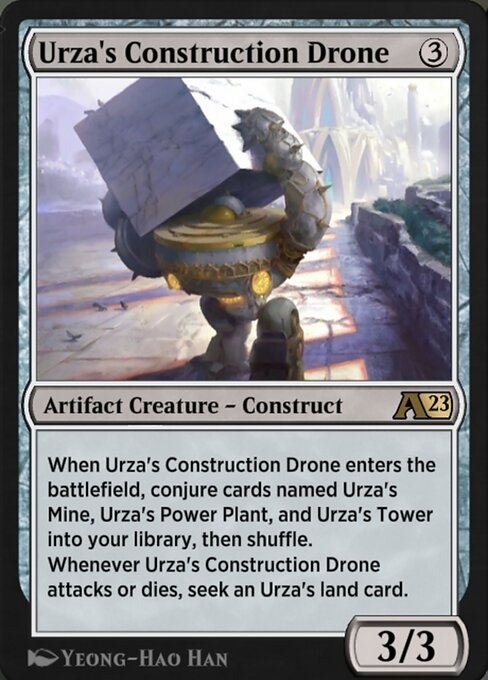 Urza's Construction Drone 3
Artifact Creature – Construct A23
When Urza's Construction Drone enters the
battlefield, conjure cards named Urza's
Mine, Urza's Power Plant, and Urza's Tower
into your library, then shuffle.
Whenever Urza's Construction Drone
attacks or dies, seek an Urza's land card.
3/3
Yeong-Hao Han